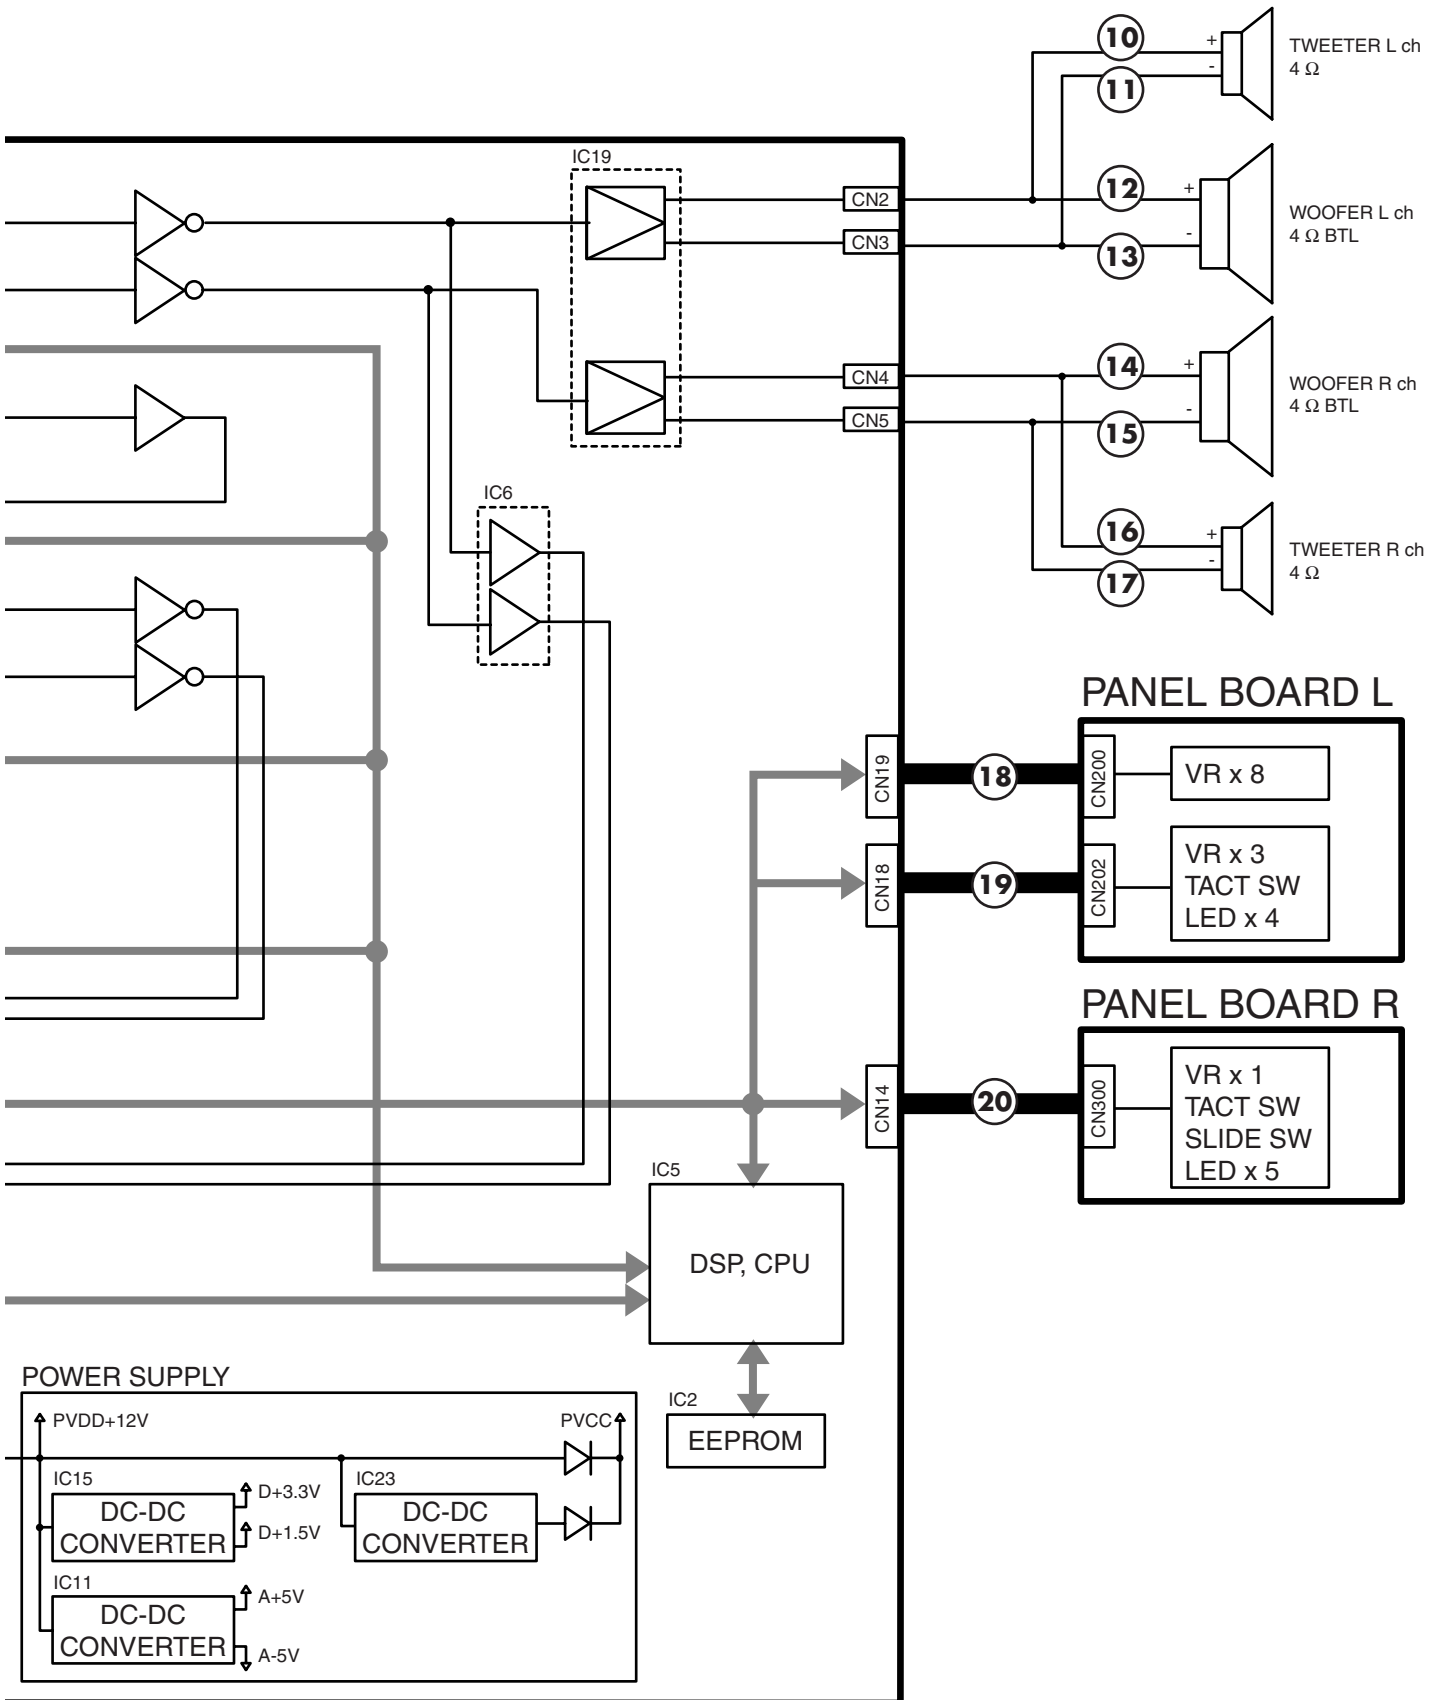 10
+
TWEETER L ch
-
4 Ω
11
IC19
12
+
CN2
WOOFER L ch
-
4 Ω BTL
CN3
13
14
+
CN4
WOOFER R ch
-
4 Ω BTL
CN5
15
IC6
16
+
TWEETER R ch
-
4 Ω
17
PANEL BOARD L
CN19
18
CN200
VR x 8
CN18
19
CN202
VR x 3
TACT SW
LED x 4
PANEL BOARD R
CN14
20
CN300
VR x 1
TACT SW
SLIDE SW
LED x 5
IC5
DSP, CPU
IC2
EEPROM
POWER SUPPLY
PVDD+12V
PVCC
IC15
DC-DC
CONVERTER
D+3.3V
D+1.5V
IC23
DC-DC
CONVERTER
IC11
DC-DC
CONVERTER
A+5V
A-5V